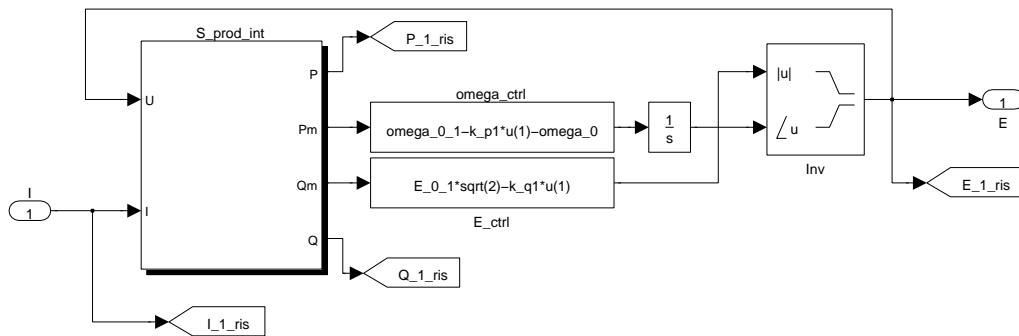 S_prod_int
P_1_ris
P
|u|
omega_ctrl
U
1
E
Pm
omega_0_1−k_p1*u(1)−omega_0
1
s
∠u
Inv
Qm
E_0_1*sqrt(2)−k_q1*u(1)
E_1_ris
I
1
I
E_ctrl
Q
Q_1_ris
I_1_ris